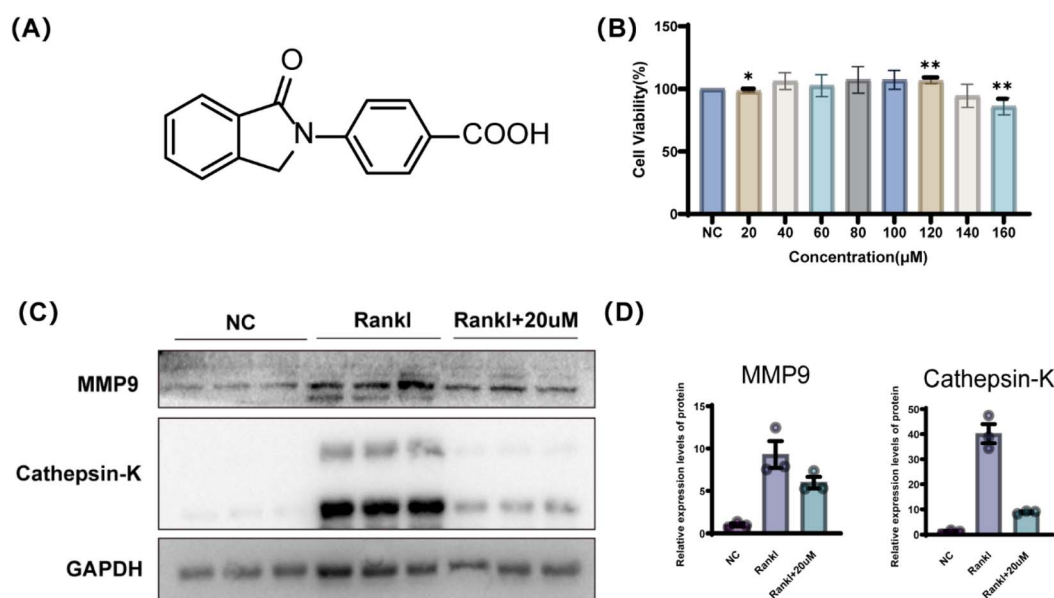 (A)
O
N
COOH
(B)
Cell Viability(%)
150
100
50
0
* ** **
NC 20 40 60 80 100 120 140 160
Concentration(μM)
(C)
NC Rankl Rankl+20uM
MMP9
Cathepsin-K
GAPDH
(D)
MMP9
Relative expression levels of protein
15
10
5
0
NC Rankl Rankl+20uM
Cathepsin-K
Relative expression levels of protein
50
40
30
20
10
0
NC Rankl Rankl+20uM